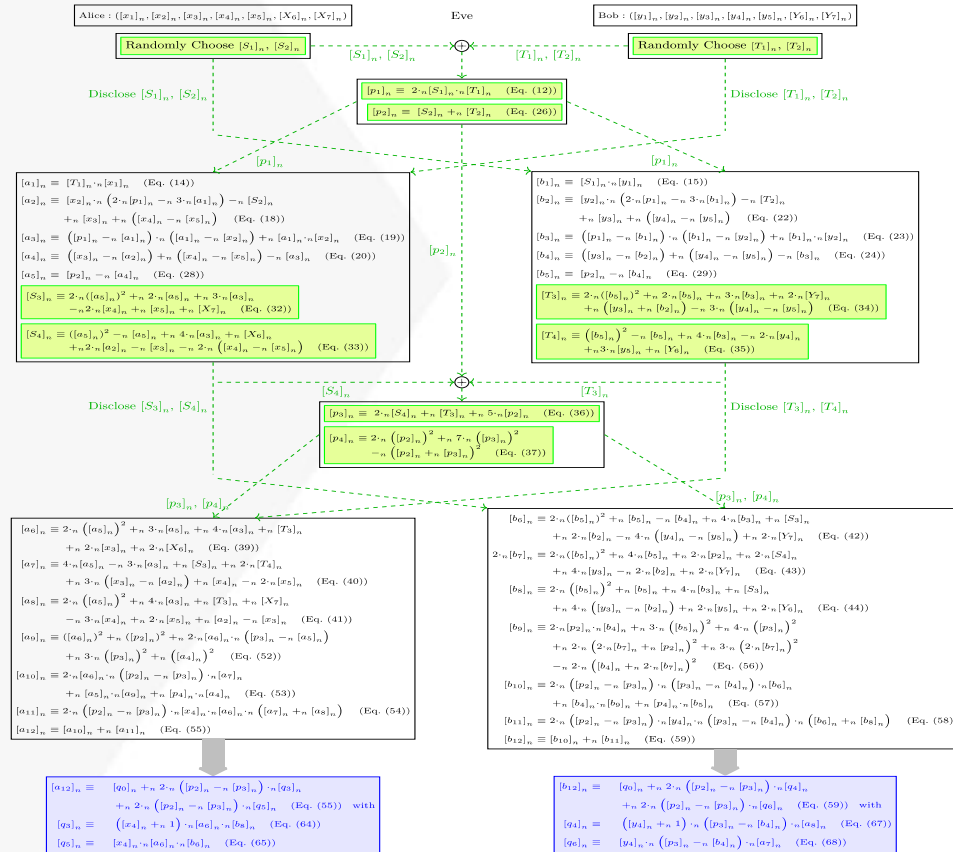 Alice : ([x₁]ₙ, [x₂]ₙ, [x₃]ₙ, [x₄]ₙ, [x₅]ₙ, [X₆]ₙ, [X₇]ₙ)
Eve
Bob : ([y₁]ₙ, [y₂]ₙ, [y₃]ₙ, [y₄]ₙ, [y₅]ₙ, [Y₆]ₙ, [Y₇]ₙ)
Randomly Choose [S₁]ₙ, [S₂]ₙ
[S₁]ₙ, [S₂]ₙ
⊕
[T₁]ₙ, [T₂]ₙ
Randomly Choose [T₁]ₙ, [T₂]ₙ
Disclose [S₁]ₙ, [S₂]ₙ
[p₁]ₙ ≡ 2·ₙ[S₁]ₙ·ₙ[T₁]ₙ (Eq. (12))
[p₂]ₙ ≡ [S₂]ₙ +ₙ [T₂]ₙ (Eq. (26))
Disclose [T₁]ₙ, [T₂]ₙ
[p₁]ₙ
[p₁]ₙ
[a₁]ₙ ≡ [T₁]ₙ·ₙ[x₁]ₙ (Eq. (14))
[a₂]ₙ ≡ [x₂]ₙ·ₙ (2·ₙ[p₁]ₙ −ₙ 3·ₙ[a₁]ₙ) −ₙ [S₂]ₙ
+ₙ [x₃]ₙ +ₙ ([x₄]ₙ −ₙ [x₅]ₙ) (Eq. (18))
[a₃]ₙ ≡ ([p₁]ₙ −ₙ [a₁]ₙ) ·ₙ ([a₁]ₙ −ₙ [x₂]ₙ) +ₙ [a₁]ₙ·ₙ[x₂]ₙ (Eq. (19))
[a₄]ₙ ≡ ([x₃]ₙ −ₙ [a₂]ₙ) +ₙ ([x₄]ₙ −ₙ [x₅]ₙ) −ₙ [a₃]ₙ (Eq. (20))
[a₅]ₙ ≡ [p₂]ₙ −ₙ [a₄]ₙ (Eq. (28))
[S₃]ₙ ≡ 2·ₙ([a₅]ₙ)² +ₙ 2·ₙ[a₅]ₙ +ₙ 3·ₙ[a₃]ₙ
−ₙ2·ₙ[x₄]ₙ +ₙ [x₅]ₙ +ₙ [X₇]ₙ (Eq. (32))
[S₄]ₙ ≡ ([a₅]ₙ)² −ₙ [a₅]ₙ +ₙ 4·ₙ[a₃]ₙ +ₙ [X₆]ₙ
+ₙ2·ₙ[a₂]ₙ −ₙ [x₃]ₙ −ₙ 2·ₙ ([x₄]ₙ −ₙ [x₅]ₙ) (Eq. (33))
[p₂]ₙ
[b₁]ₙ ≡ [S₁]ₙ·ₙ[y₁]ₙ (Eq. (15))
[b₂]ₙ ≡ [y₂]ₙ·ₙ (2·ₙ[p₁]ₙ −ₙ 3·ₙ[b₁]ₙ) −ₙ [T₂]ₙ
+ₙ [y₃]ₙ +ₙ ([y₄]ₙ −ₙ [y₅]ₙ) (Eq. (22))
[b₃]ₙ ≡ ([p₁]ₙ −ₙ [b₁]ₙ) ·ₙ ([b₁]ₙ −ₙ [y₂]ₙ) +ₙ [b₁]ₙ·ₙ[y₂]ₙ (Eq. (23))
[b₄]ₙ ≡ ([y₃]ₙ −ₙ [b₂]ₙ) +ₙ ([y₄]ₙ −ₙ [y₅]ₙ) −ₙ [b₃]ₙ (Eq. (24))
[b₅]ₙ ≡ [p₂]ₙ −ₙ [b₄]ₙ (Eq. (29))
[T₃]ₙ ≡ 2·ₙ([b₅]ₙ)² +ₙ 2·ₙ[b₅]ₙ +ₙ 3·ₙ[b₃]ₙ +ₙ 2·ₙ[Y₇]ₙ
+ₙ ([y₃]ₙ +ₙ [b₂]ₙ) −ₙ 3·ₙ ([y₄]ₙ −ₙ [y₅]ₙ) (Eq. (34))
[T₄]ₙ ≡ ([b₅]ₙ)² −ₙ [b₅]ₙ +ₙ 4·ₙ[b₃]ₙ −ₙ 2·ₙ[y₄]ₙ
+ₙ3·ₙ[y₅]ₙ +ₙ [Y₆]ₙ (Eq. (35))
[S₄]ₙ
⊕
[T₃]ₙ
Disclose [S₃]ₙ, [S₄]ₙ
[p₃]ₙ ≡ 2·ₙ[S₄]ₙ +ₙ [T₃]ₙ +ₙ 5·ₙ[p₂]ₙ (Eq. (36))
[p₄]ₙ ≡ 2·ₙ ([p₂]ₙ)² +ₙ 7·ₙ ([p₃]ₙ)²
−ₙ ([p₂]ₙ +ₙ [p₃]ₙ)² (Eq. (37))
Disclose [T₃]ₙ, [T₄]ₙ
[p₃]ₙ, [p₄]ₙ
[p₃]ₙ, [p₄]ₙ
[a₆]ₙ ≡ 2·ₙ ([a₅]ₙ)² +ₙ 3·ₙ[a₅]ₙ +ₙ 4·ₙ[a₃]ₙ +ₙ [T₃]ₙ
+ₙ 2·ₙ[x₃]ₙ +ₙ 2·ₙ[X₆]ₙ (Eq. (39))
[a₇]ₙ ≡ 4·ₙ[a₅]ₙ −ₙ 3·ₙ[a₃]ₙ +ₙ [S₃]ₙ +ₙ 2·ₙ[T₄]ₙ
+ₙ 3·ₙ ([x₃]ₙ −ₙ [a₂]ₙ) +ₙ [x₄]ₙ −ₙ 2·ₙ[x₅]ₙ (Eq. (40))
[a₈]ₙ ≡ 2·ₙ ([a₅]ₙ)² +ₙ 4·ₙ[a₃]ₙ +ₙ [T₃]ₙ +ₙ [X₇]ₙ
−ₙ 3·ₙ[x₄]ₙ +ₙ 2·ₙ[x₅]ₙ +ₙ [a₂]ₙ −ₙ [x₃]ₙ (Eq. (41))
[a₉]ₙ ≡ ([a₆]ₙ)² +ₙ ([p₂]ₙ)² +ₙ 2·ₙ[a₆]ₙ·ₙ ([p₃]ₙ −ₙ [a₅]ₙ)
+ₙ 3·ₙ ([p₃]ₙ)² +ₙ ([a₄]ₙ)² (Eq. (52))
[a₁₀]ₙ ≡ 2·ₙ[a₆]ₙ·ₙ ([p₂]ₙ −ₙ [p₃]ₙ) ·ₙ[a₇]ₙ
+ₙ [a₅]ₙ·ₙ[a₉]ₙ +ₙ [p₄]ₙ·ₙ[a₄]ₙ (Eq. (53))
[a₁₁]ₙ ≡ 2·ₙ ([p₂]ₙ −ₙ [p₃]ₙ) ·ₙ[x₄]ₙ·ₙ[a₆]ₙ·ₙ ([a₇]ₙ +ₙ [a₈]ₙ) (Eq. (54))
[a₁₂]ₙ ≡ [a₁₀]ₙ +ₙ [a₁₁]ₙ (Eq. (55))
[b₆]ₙ ≡ 2·ₙ([b₅]ₙ)² +ₙ [b₅]ₙ −ₙ [b₄]ₙ +ₙ 4·ₙ[b₃]ₙ +ₙ [S₃]ₙ
+ₙ 2·ₙ[b₂]ₙ −ₙ 4·ₙ ([y₄]ₙ −ₙ [y₅]ₙ) +ₙ 2·ₙ[Y₇]ₙ (Eq. (42))
2·ₙ[b₇]ₙ ≡ 2·ₙ([b₅]ₙ)² +ₙ 4·ₙ[b₅]ₙ +ₙ 2·ₙ[p₂]ₙ +ₙ 2·ₙ[S₄]ₙ
+ₙ 4·ₙ[y₃]ₙ −ₙ 2·ₙ[b₂]ₙ +ₙ 2·ₙ[Y₇]ₙ (Eq. (43))
[b₈]ₙ ≡ 2·ₙ ([b₅]ₙ)² +ₙ [b₅]ₙ +ₙ 4·ₙ[b₃]ₙ +ₙ [S₃]ₙ
+ₙ 4·ₙ ([y₃]ₙ −ₙ [b₂]ₙ) +ₙ 2·ₙ[y₅]ₙ +ₙ 2·ₙ[Y₆]ₙ (Eq. (44))
[b₉]ₙ ≡ 2·ₙ[p₂]ₙ·ₙ[b₄]ₙ +ₙ 3·ₙ ([b₅]ₙ)² +ₙ 4·ₙ ([p₃]ₙ)²
+ₙ 2·ₙ (2·ₙ[b₇]ₙ +ₙ [p₂]ₙ)² +ₙ 3·ₙ (2·ₙ[b₇]ₙ)²
−ₙ 2·ₙ ([b₄]ₙ +ₙ 2·ₙ[b₇]ₙ)² (Eq. (56))
[b₁₀]ₙ ≡ 2·ₙ ([p₂]ₙ −ₙ [p₃]ₙ) ·ₙ ([p₃]ₙ −ₙ [b₄]ₙ) ·ₙ[b₆]ₙ
+ₙ [b₄]ₙ·ₙ[b₉]ₙ +ₙ [p₄]ₙ·ₙ[b₅]ₙ (Eq. (57))
[b₁₁]ₙ ≡ 2·ₙ ([p₂]ₙ −ₙ [p₃]ₙ) ·ₙ[y₄]ₙ·ₙ ([p₃]ₙ −ₙ [b₄]ₙ) ·ₙ ([b₆]ₙ +ₙ [b₈]ₙ) (Eq. (58)
[b₁₂]ₙ ≡ [b₁₀]ₙ +ₙ [b₁₁]ₙ (Eq. (59))
[a₁₂]ₙ ≡ [q₀]ₙ +ₙ 2·ₙ ([p₂]ₙ −ₙ [p₃]ₙ) ·ₙ[q₃]ₙ
+ₙ 2·ₙ ([p₂]ₙ −ₙ [p₃]ₙ) ·ₙ[q₅]ₙ (Eq. (55)) with
[q₃]ₙ ≡ ([x₄]ₙ +ₙ 1) ·ₙ[a₆]ₙ·ₙ[b₈]ₙ (Eq. (64))
[q₅]ₙ ≡ [x₄]ₙ·ₙ[a₆]ₙ·ₙ[b₆]ₙ (Eq. (65))
[b₁₂]ₙ ≡ [q₀]ₙ +ₙ 2·ₙ ([p₂]ₙ −ₙ [p₃]ₙ) ·ₙ[q₄]ₙ
+ₙ 2·ₙ ([p₂]ₙ −ₙ [p₃]ₙ) ·ₙ[q₆]ₙ (Eq. (59)) with
[q₄]ₙ ≡ ([y₄]ₙ +ₙ 1) ·ₙ ([p₃]ₙ −ₙ [b₄]ₙ) ·ₙ[a₈]ₙ (Eq. (67))
[q₆]ₙ ≡ [y₄]ₙ·ₙ ([p₃]ₙ −ₙ [b₄]ₙ) ·ₙ[a₇]ₙ (Eq. (68))